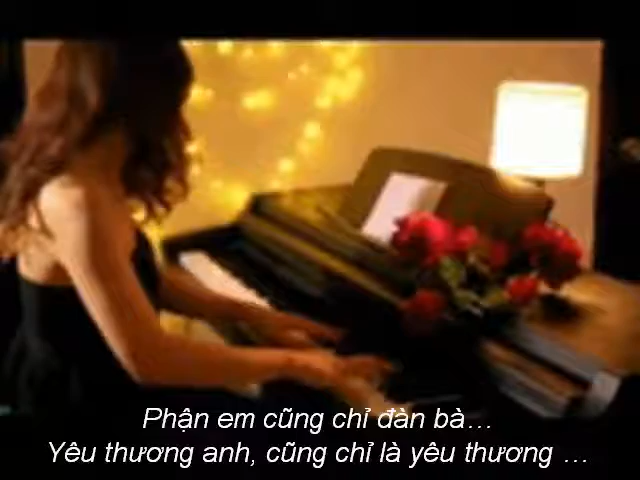 Phận em cũng chỉ đàn bà…
Yêu thương anh, cũng chỉ là yêu thương …